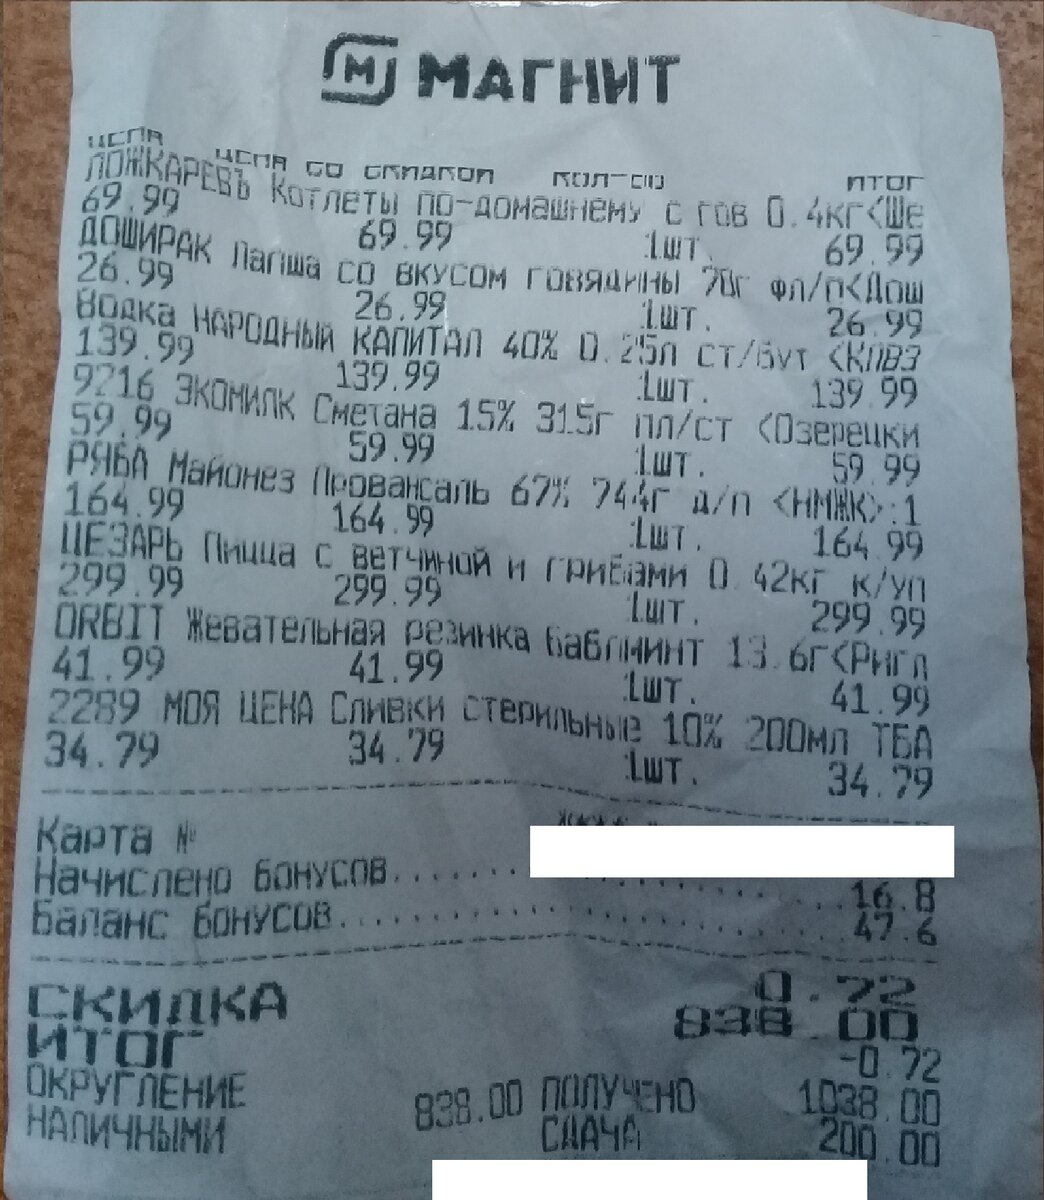 МАГНИТ
ЦЕНА ЦЕНА СО СКИДКОЙ КОЛ-ВО ИТОГ
ЛОЖКАРЕВЪ Котлеты по-домашнему с гов 0.4кг<Ше
69.99 69.99 1шт. 69.99
ДОШИРАК Лапша со вкусом говядины 70г фл/п<Дош
26.99 26.99 1шт. 26.99
Водка НАРОДНЫЙ КАПИТАЛ 40% 0.25л ст/бут <КЛВЗ
139.99 139.99 1шт. 139.99
9216 ЭКОМИЛК Сметана 15% 315г пл/ст <Озерецки
59.99 59.99 1шт. 59.99
РЯБА Майонез Провансаль 67% 744г д/п <НМЖК>:1
164.99 164.99 1шт. 164.99
ЦЕЗАРЬ Пицца с ветчиной и грибами 0.42кг к/уп
299.99 299.99 1шт. 299.99
ORBIT Жевательная резинка Баблминт 13.6г<Ригл
41.99 41.99 1шт. 41.99
2289 МОЯ ЦЕНА Сливки стерильные 10% 200мл ТБА
34.79 34.79 1шт. 34.79
Карта №
Начислено бонусов 16.8
Баланс бонусов 47.6
СКИДКА 0.72
ИТОГ 838.00
ОКРУГЛЕНИЕ -0.72
НАЛИЧНЫМИ 838.00 ПОЛУЧЕНО 1038.00
СДАЧА 200.00